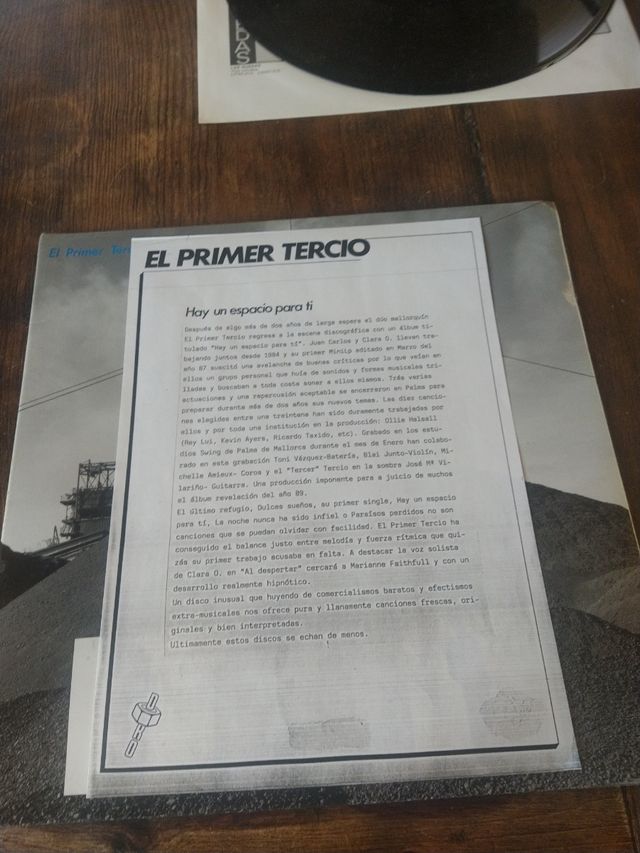 DAS
El Primer Ter
EL PRIMER TERCIO
Hay un espacio para ti
Después de algo más de dos años de larga espera el dúo mallorquín
El Primer Tercio regresa a la escena discográfica con un álbum ti-
tulado "Hay un espacio para ti". Juan Carlos y Clara O. llevan tra-
bajando juntos desde 1984 y su primer Minilp editado en Marzo del
año 87 suscitó una avalancha de buenas críticas por lo que veían en
ellos un grupo personal que huía de sonidos y formas musicales tri-
lladas y buscaban a toda costa sonar a ellos mismos. Tras varias
actuaciones y una repercusión aceptable se encerraron en Palma para
preparar durante más de dos años sus nuevos temas. Las diez cancio-
nes elegidas entre una treintena han sido duramente trabajadas por
ellos y por toda una institución en la producción: Ollie Halsall
(Rey Lui, Kevin Ayers, Ricardo Taxido, etc). Grabado en los estu-
dios Swing de Palma de Mallorca durante el mes de Enero han colabo-
rado en esta grabación Toni Vázquez-Batería, Blai Junto-Violín, Mi-
chelle Amieux- Coros y el "Tercer" Tercio en la sombra José Mª Vi-
lariño- Guitarra. Una producción imponente para a juicio de muchos
el álbum revelación del año 89.
El último refugio, Dulces sueños, su primer single, Hay un espacio
para tí, La noche nunca ha sido infiel o Paraísos perdidos no son
canciones que se puedan olvidar con facilidad. El Primer Tercio ha
conseguido el balance justo entre melodía y fuerza rítmica que qui-
zás su primer trabajo acusaba en falta. A destacar la voz solista
de Clara O. en "Al despertar" cercará a Marianne Faithfull y con un
desarrollo realmente hipnótico.
Un disco inusual que huyendo de comercialismos baratos y efectismos
extra-musicales nos ofrece pura y llanamente canciones frescas, ori-
ginales y bien interpretadas.
Ultimamente estos discos se echan de menos.